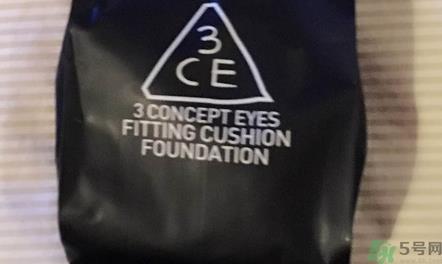 3
CE
3 CONCEPT EYES
FITTING CUSHION
FOUNDATION
5号网